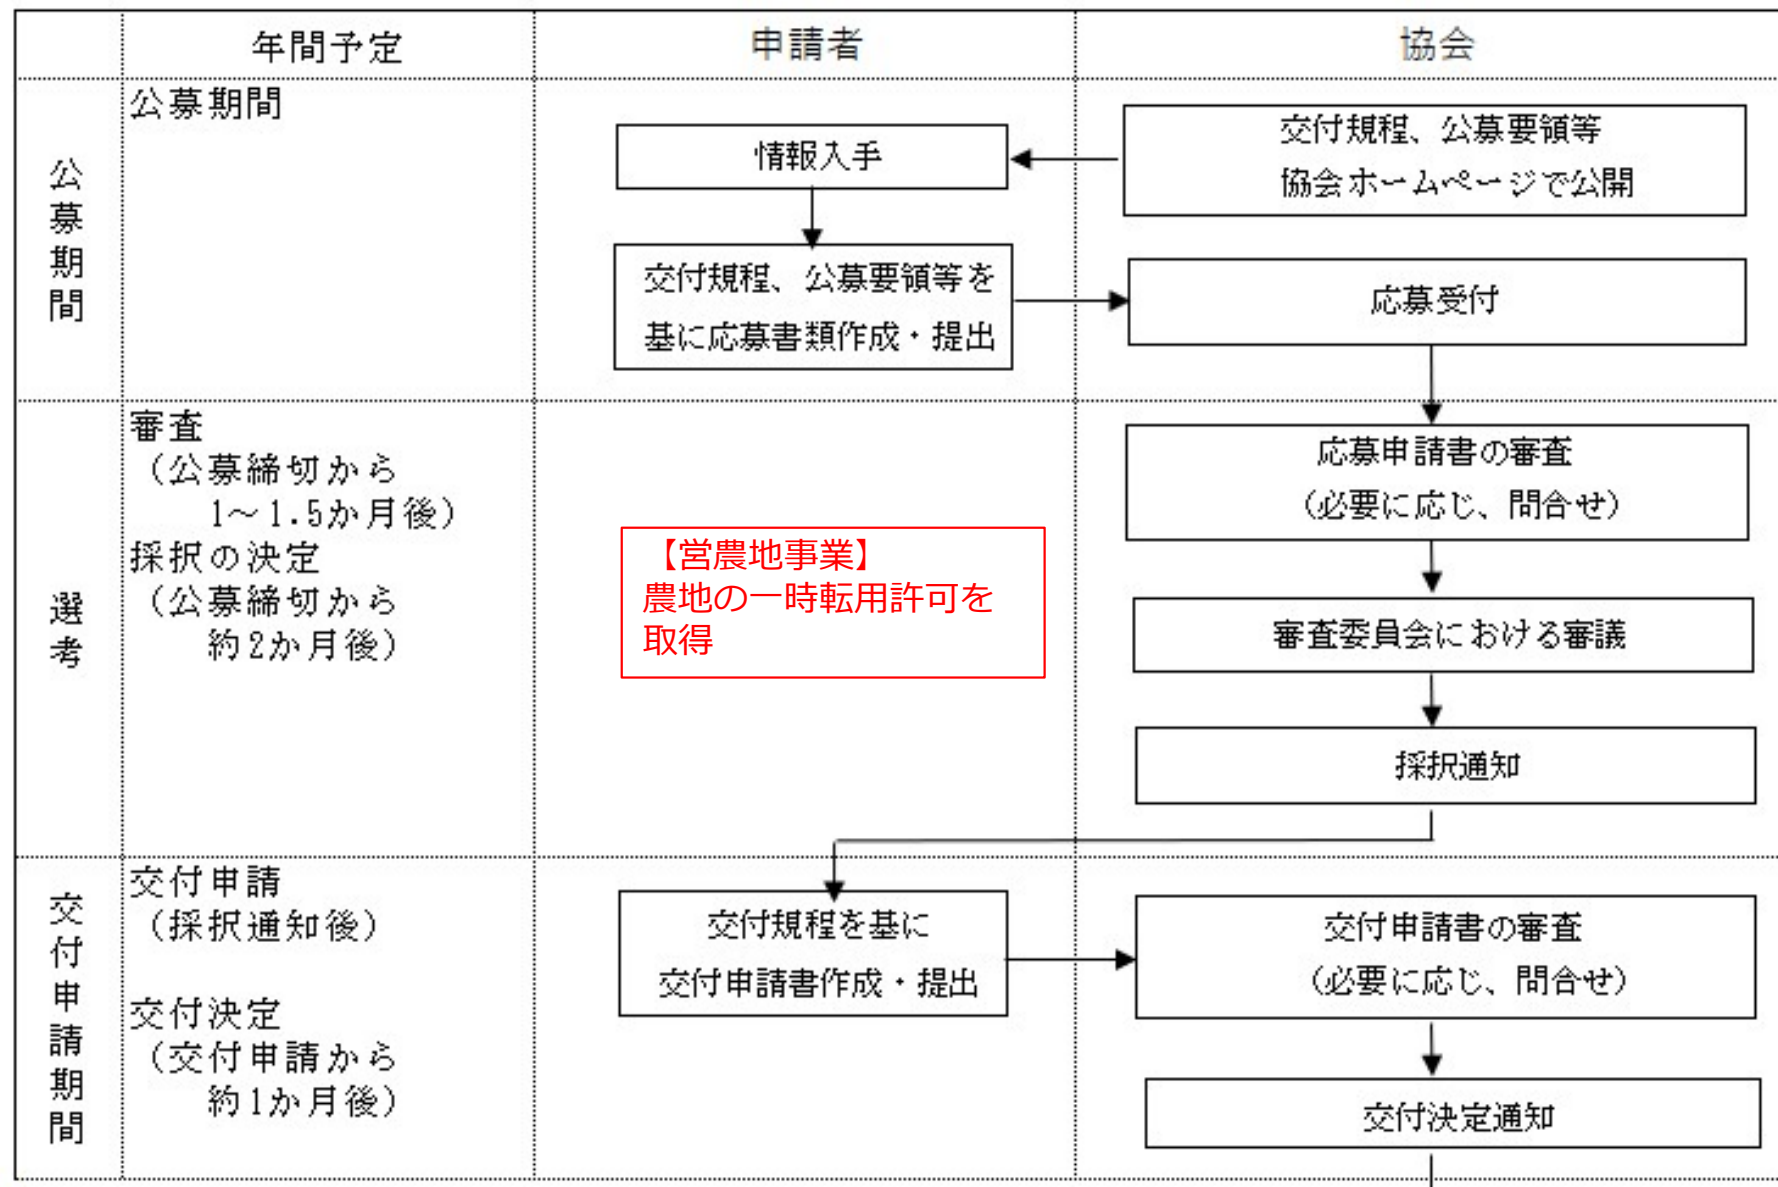 年間予定
申請者
協会
公募期間
公募期間
情報入手
交付規程、公募要領等
協会ホームページで公開
交付規程、公募要領等を
基に応募書類作成・提出
応募受付
選考
審査
(公募締切から
1～1.5か月後)
採択の決定
(公募締切から
約2か月後)
【営農地事業】
農地の一時転用許可を
取得
応募申請書の審査
(必要に応じ、問合せ)
審査委員会における審議
採択通知
交付申請期間
交付申請
(採択通知後)
交付決定
(交付申請から
約1か月後)
交付規程を基に
交付申請書作成・提出
交付申請書の審査
(必要に応じ、問合せ)
交付決定通知